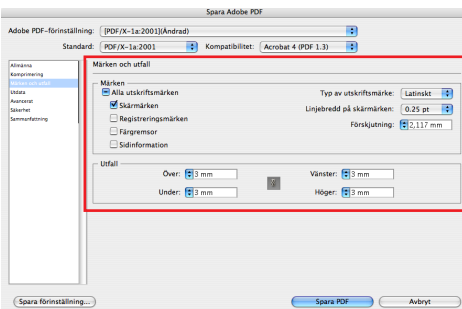 Spara Adobe PDF
Adobe PDF-förinställning: [PDF/X-1a:2001](Ändrad)
Standard: PDF/X-1a:2001 Kompatibilitet: Acrobat 4 (PDF 1.3)
Allmänna
Komprimering
Märken och utfall
Utdata
Avancerat
Säkerhet
Sammanfattning
Märken och utfall
Märken
Alla utskriftsmärken Typ av utskriftsmärke: Latinskt
Skärmärken Linjebredd på skärmärken: 0.25 pt
Registreringsmärken Förskjutning: 2,117 mm
Färgremsor
Sidinformation
Utfall
Över: 3 mm Vänster: 3 mm
Under: 3 mm Höger: 3 mm
Spara förinställning... Spara PDF Avbryt